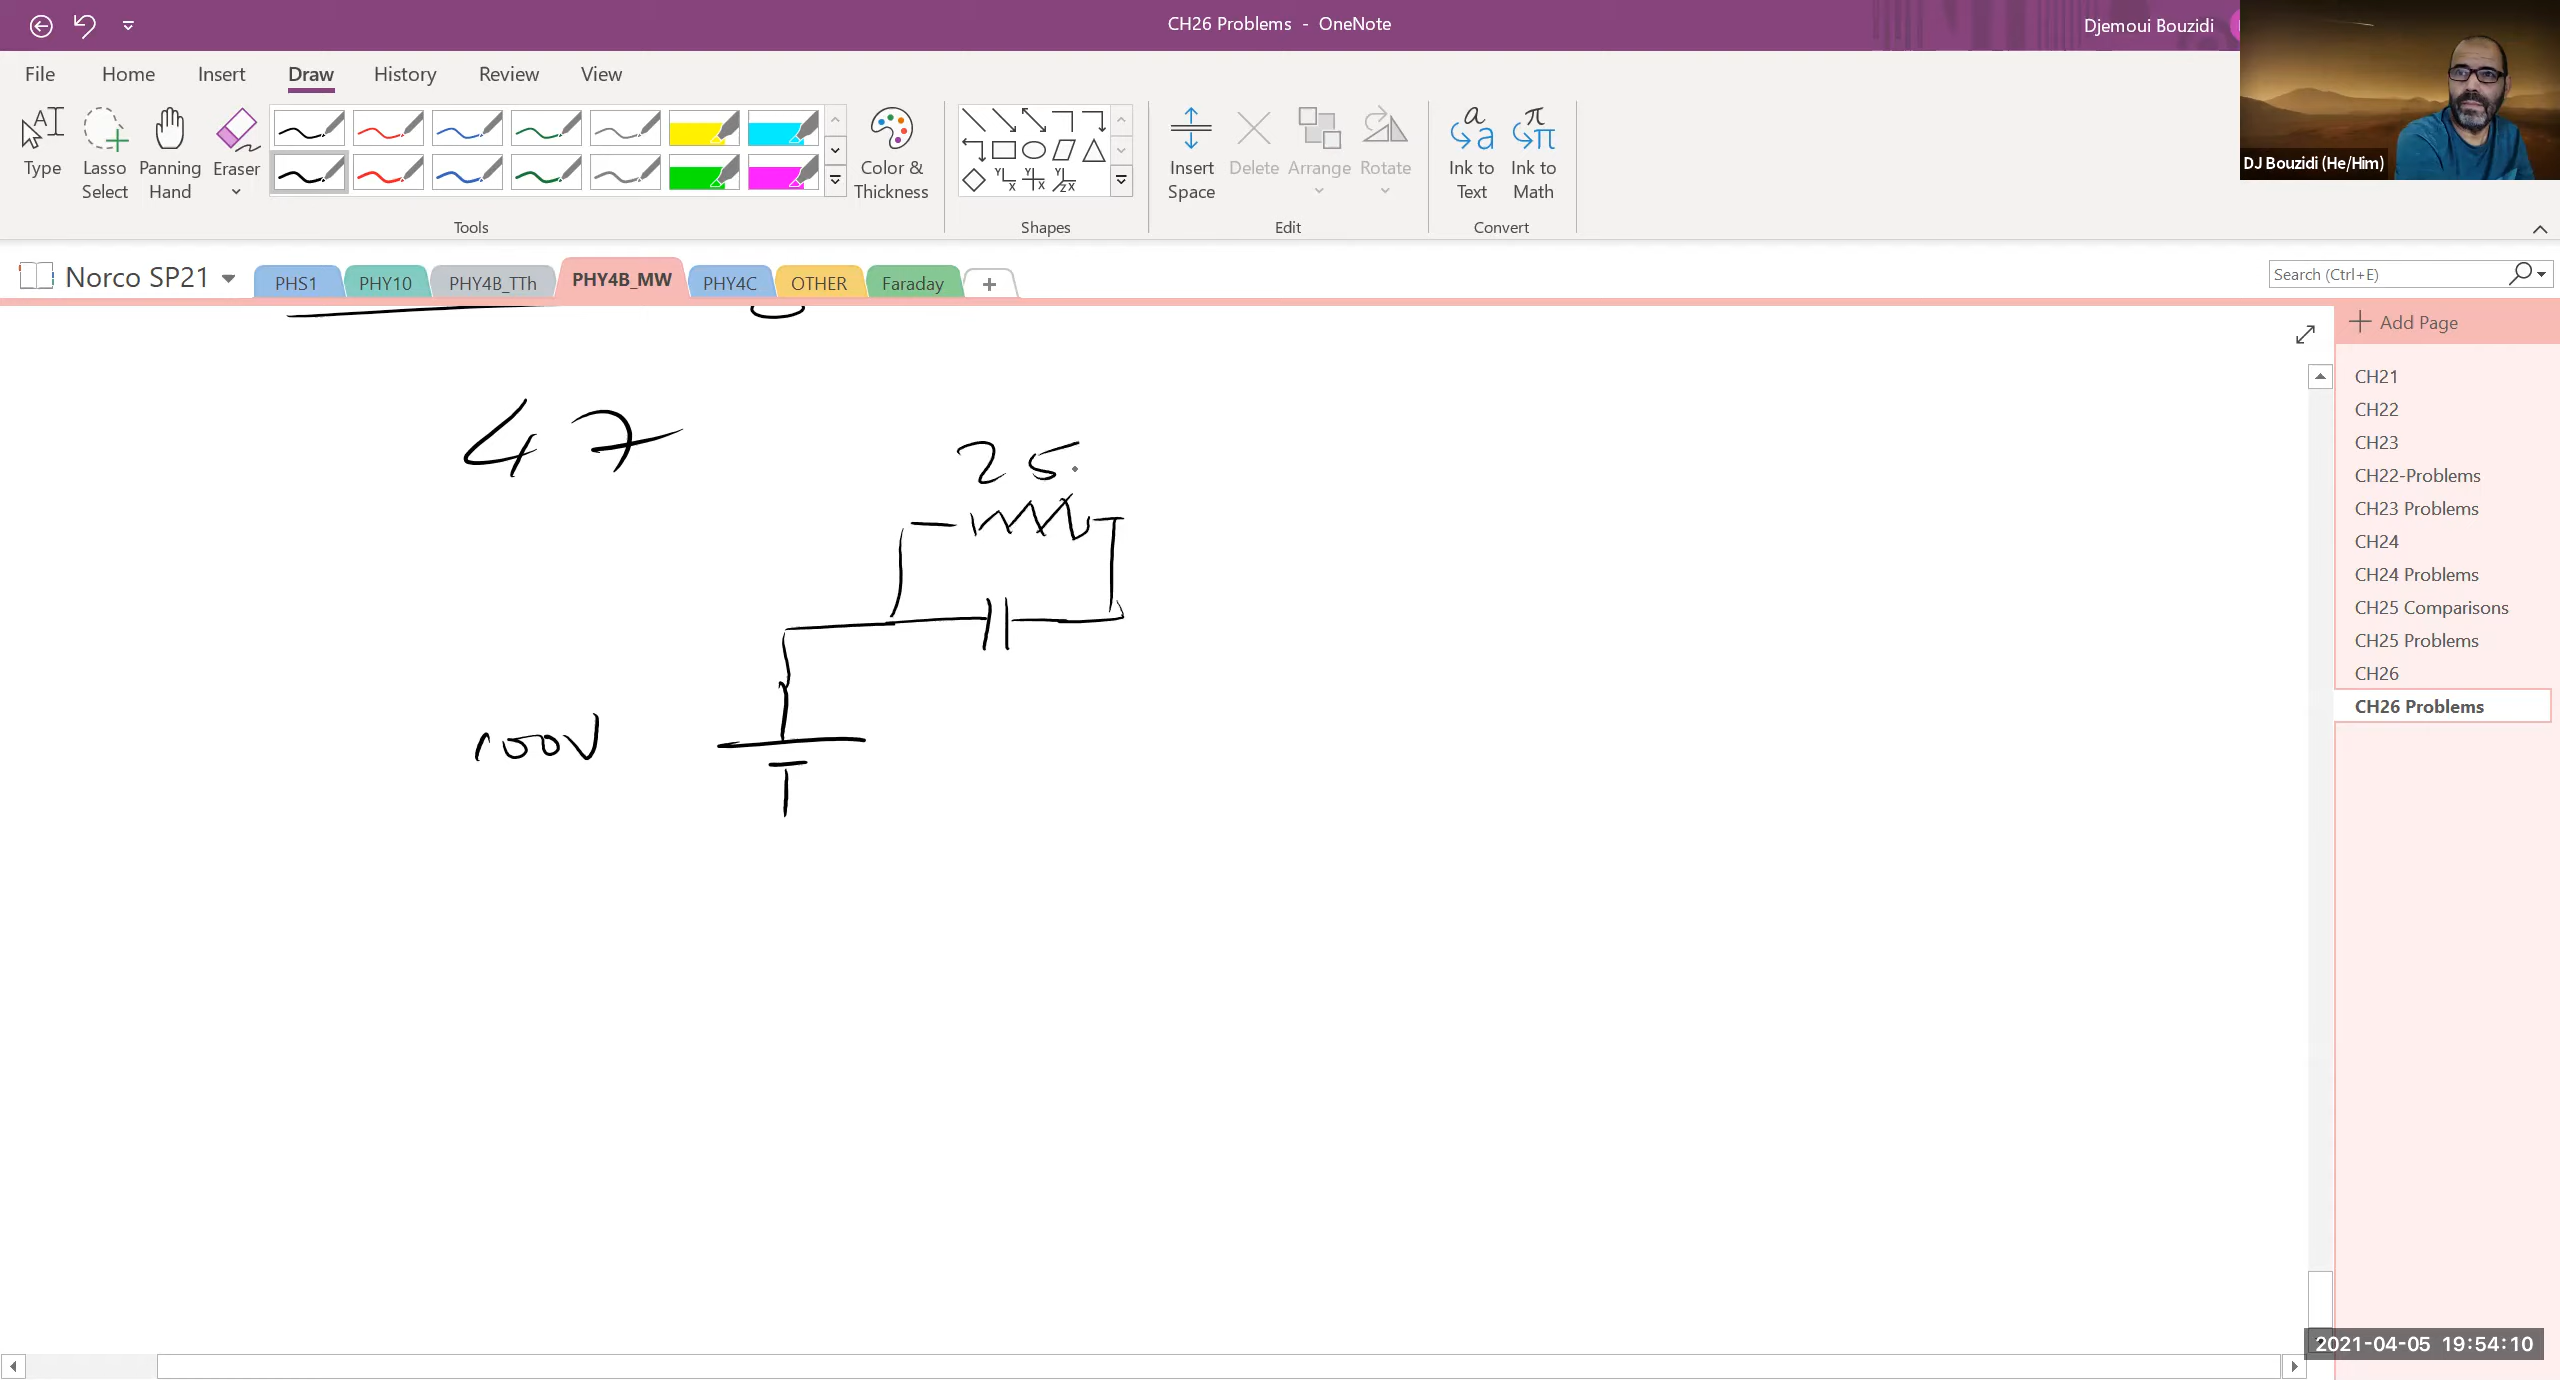 CH26 Problems - OneNote
Djemoui Bouzidi
DJ Bouzidi (He/Him)
File Home Insert Draw History Review View
Type
Lasso Select
Panning Hand
Eraser
Color & Thickness
Insert Space
Delete
Arrange
Rotate
Ink to Text
Ink to Math
Tools
Shapes
Edit
Convert
Norco SP21
PHS1 PHY10 PHY4B_TTh PHY4B_MW PHY4C OTHER Faraday
Search (Ctrl+E)
Add Page
CH21
CH22
CH23
CH22-Problems
CH23 Problems
CH24
CH24 Problems
CH25 Comparisons
CH25 Problems
CH26
CH26 Problems
47
25
100V
2021-04-05 19:54:10